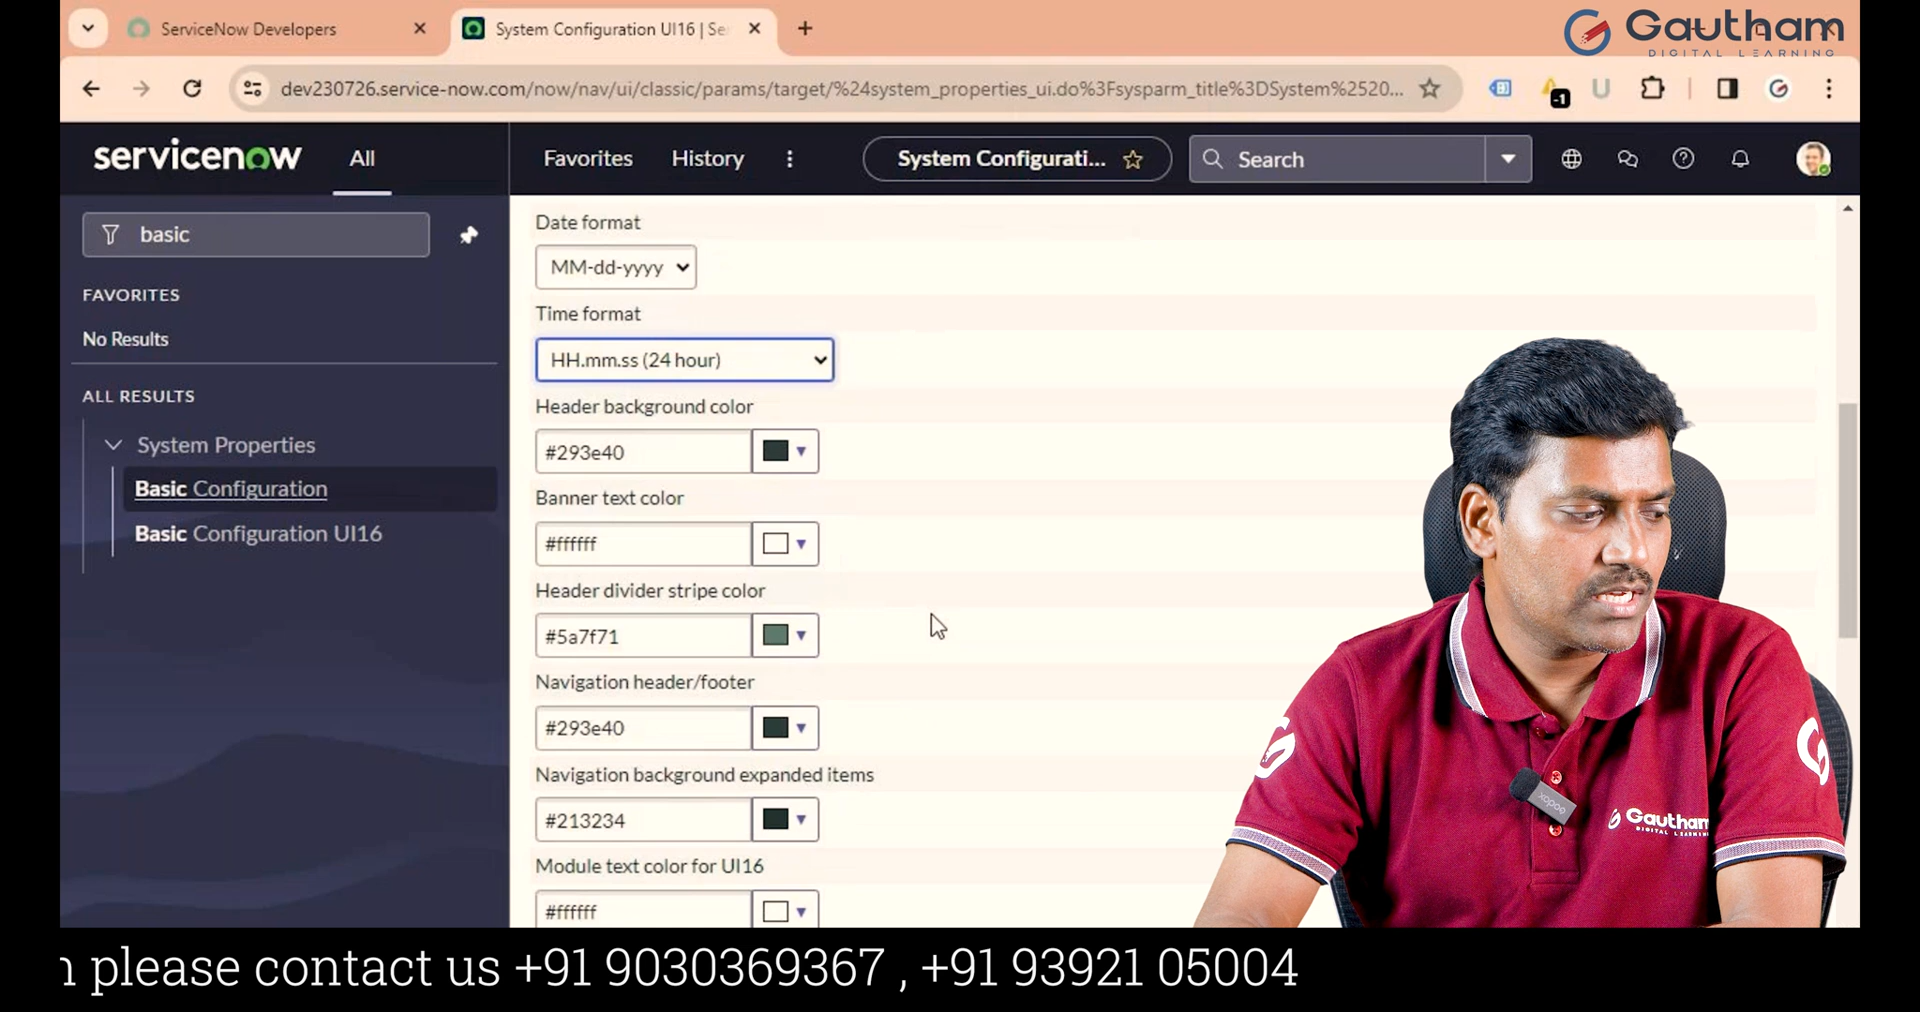 ServiceNow Developers
System Configuration UI16 | Se
Gautham
DIGITAL LEARNING
dev230726.service-now.com/now/nav/ui/classic/params/target/%24system_properties_ui.do%3Fsysparm_title%3DSystem%2520...
-1
servicenow
All
Favorites
History
System Configurati...
Search
basic
FAVORITES
No Results
ALL RESULTS
System Properties
Basic Configuration
Basic Configuration UI16
Date format
MM-dd-yyyy
Time format
HH.mm.ss (24 hour)
Header background color
#293e40
Banner text color
#ffffff
Header divider stripe color
#5a7f71
Navigation header/footer
#293e40
Navigation background expanded items
#213234
Module text color for UI16
#ffffff
Gautham
DIGITAL LEARNING
please contact us +91 9030369367 , +91 93921 05004